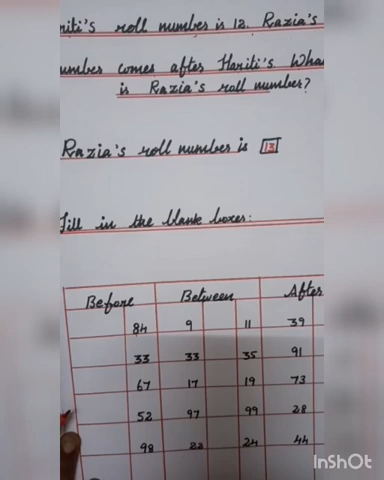 riti's roll number is 12. Razia's
umber comes after Hariti's Wha
is Razia's roll number?
Razia's roll number is 13
Fill in the blank boxes:
Before Between After
84 9 11 39
33 33 35 91
67 17 19 73
52 97 99 28
98 22 24 44
InShOt